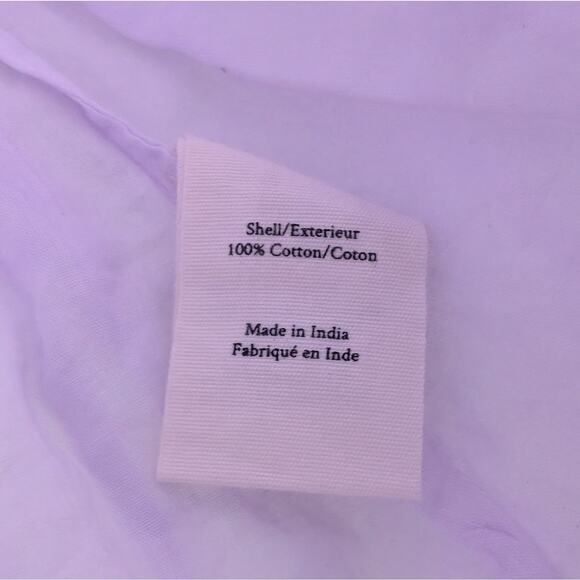 Shell/Exterieur
100% Cotton/Coton
Made in India
Fabriqué en Inde